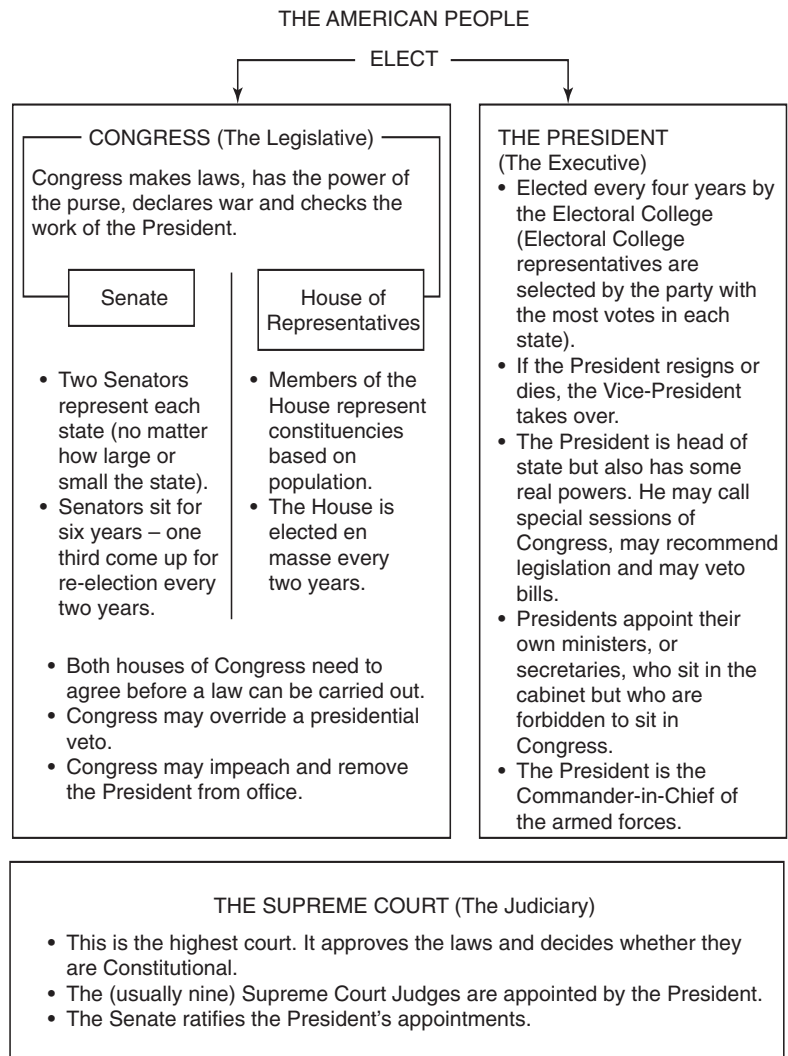 THE AMERICAN PEOPLE
ELECT
CONGRESS (The Legislative)
Congress makes laws, has the power of
the purse, declares war and checks the
work of the President.
Senate
• Two Senators
represent each
state (no matter
how large or
small the state).
• Senators sit for
six years – one
third come up for
re-election every
two years.
House of
Representatives
• Members of the
House represent
constituencies
based on
population.
• The House is
elected en
masse every
two years.
• Both houses of Congress need to
agree before a law can be carried out.
• Congress may override a presidential
veto.
• Congress may impeach and remove
the President from office.
THE PRESIDENT
(The Executive)
• Elected every four years by
the Electoral College
(Electoral College
representatives are
selected by the party with
the most votes in each
state).
• If the President resigns or
dies, the Vice-President
takes over.
• The President is head of
state but also has some
real powers. He may call
special sessions of
Congress, may recommend
legislation and may veto
bills.
• Presidents appoint their
own ministers, or
secretaries, who sit in the
cabinet but who are
forbidden to sit in
Congress.
• The President is the
Commander-in-Chief of
the armed forces.
THE SUPREME COURT (The Judiciary)
• This is the highest court. It approves the laws and decides whether they
are Constitutional.
• The (usually nine) Supreme Court Judges are appointed by the President.
• The Senate ratifies the President's appointments.